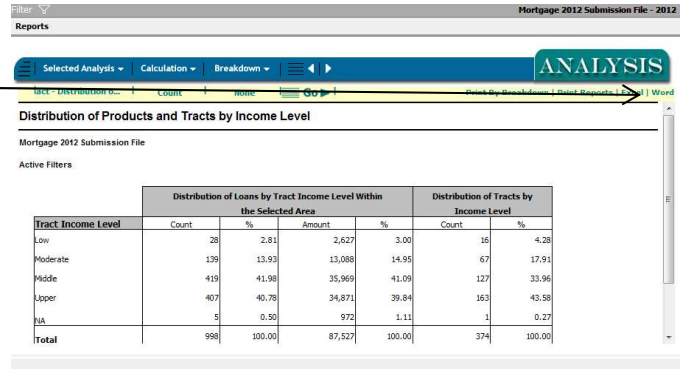 Filter Mortgage 2012 Submission File - 2012
Reports
Selected Analysis Calculation Breakdown ANALYSIS
Count None Go Print By Breakdown | Print Reports | Excel | Word
Distribution of Products and Tracts by Income Level
Mortgage 2012 Submission File
Active Filters
Distribution of Loans by Tract Income Level Within Distribution of Tracts by
the Selected Area Income Level
Tract Income Level Count % Amount % Count %
Low 28 2.81 2,627 3.00 16 4.28
Moderate 139 13.93 13,088 14.95 67 17.91
Middle 419 41.98 35,969 41.09 127 33.96
Upper 407 40.78 34,871 39.84 163 43.58
NA 5 0.50 972 1.11 1 0.27
Total 998 100.00 87,527 100.00 374 100.00